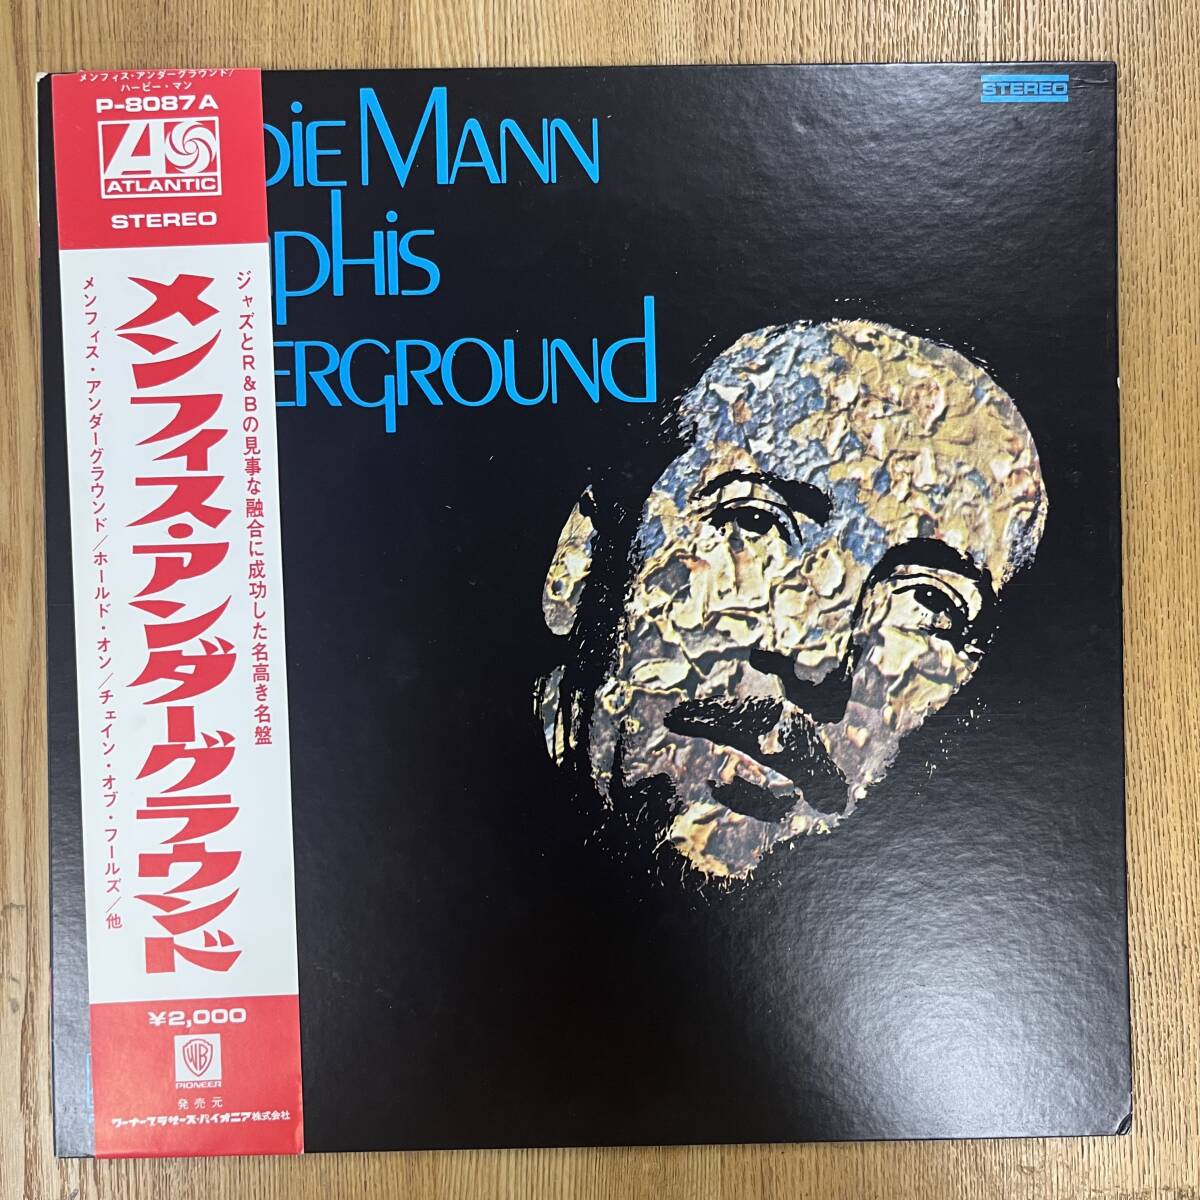 メンフィス・アンダーグラウンド/
ハービー・マン
P-8087A
ATLANTIC
STEREO
ジャズとR&Bの見事な融合に成功した名高き名盤
メンフィス・アンダーグラウンド
メンフィス・アンダーグラウンド/ホールド・オン/チェイン・オブ・フールズ/他
¥2,000
WB
PIONEER
発売元
ワーナーブラザーズ・パイオニア株式会社
STEREO
DIE MANN
PHIS
ERGROUND